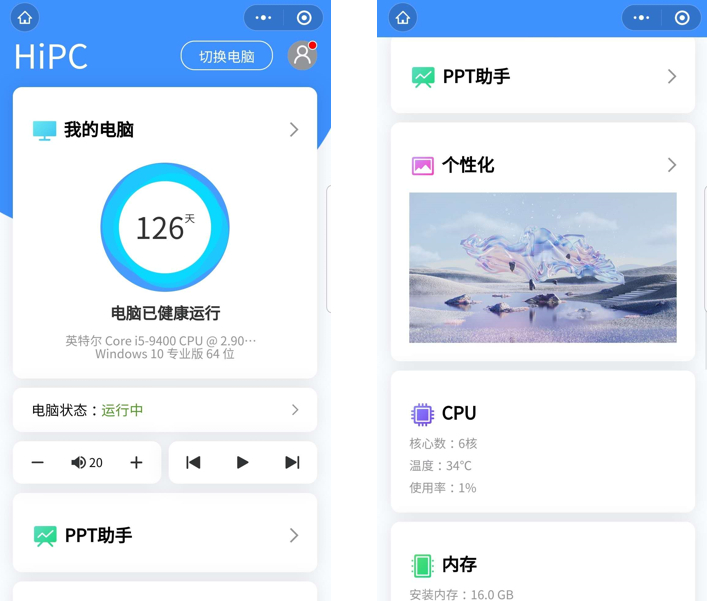 HiPC
切换电脑
我的电脑
126天
电脑已健康运行
英特尔 Core i5-9400 CPU @ 2.90…
Windows 10 专业版 64 位
电脑状态：运行中
20
PPT助手
PPT助手
个性化
CPU
核心数：6核
温度：34℃
使用率：1%
内存
安装内存：16.0 GB